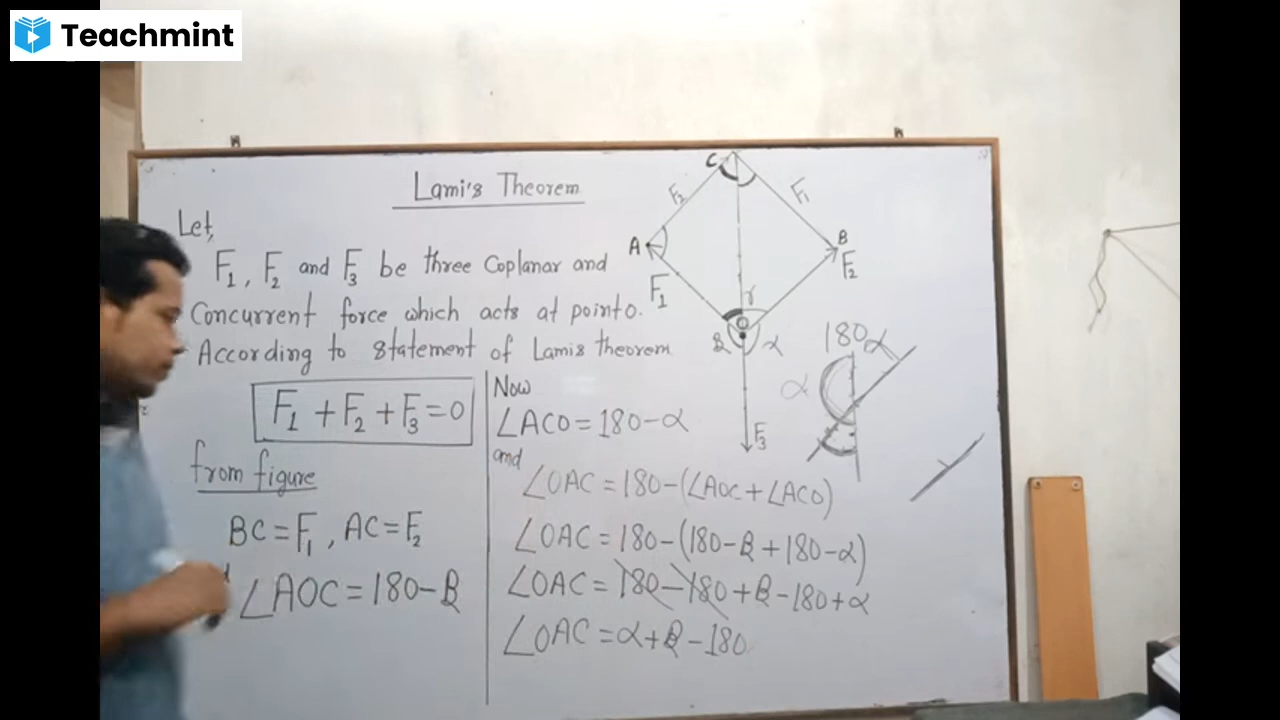 Teachmint
Lami's Theorem
Let,
F₁, F₂ and F₃ be three Coplanar and
Concurrent force which acts at point O.
According to statement of Lamis theorem
F₁ + F₂ + F₃ = 0
from figure
BC = F₁, AC = F₂
∠AOC = 180 - β
Now
∠ACO = 180 - α
and
∠OAC = 180 - (∠AOC + ∠ACO)
∠OAC = 180 - (180 - β + 180 - α)
∠OAC = 180 - 180 + β - 180 + α
∠OAC = α + β - 180
C
F₂
F₁
A
B
F₁
F₂
γ
O
β
α
F₃
180
α
α